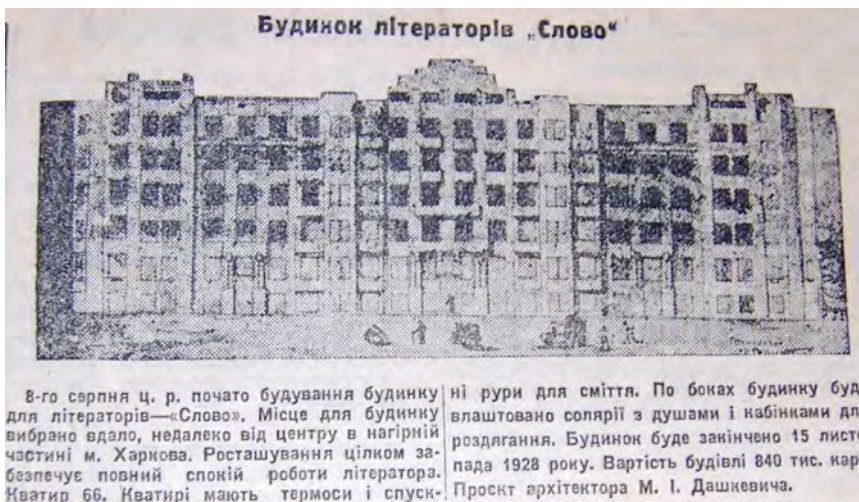 Будинок літераторів „Слово“
8-го серпня ц. р. почато будування будинку
для літераторів—«Слово». Місце для будинку
вибрано вдало, недалеко від центру в нагірній
частині м. Харкова. Росташування цілком за-
безпечує повний спокій роботи літератора.
Кватир 66. Кватирі мають термоси і спуск-
ні рури для сміття. По боках будинку буд
влаштовано солярії з душами і кабінками дл
роздягання. Будинок буде закінчено 15 листо
пада 1928 року. Вартість будівлі 840 тис. кар
Проєкт архітектора М. І. Дашкевича.